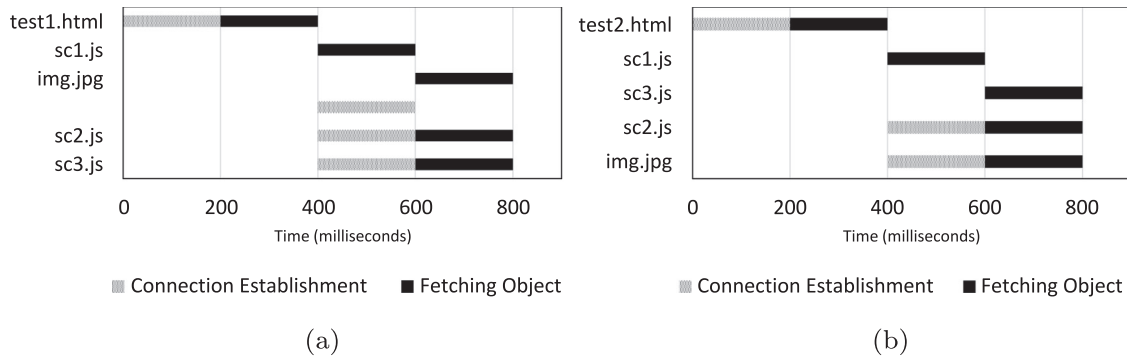 test1.html
sc1.js
img.jpg
sc2.js
sc3.js
0 200 400 600 800
Time (milliseconds)
Connection Establishment Fetching Object
(a)
test2.html
sc1.js
sc3.js
sc2.js
img.jpg
0 200 400 600 800
Time (milliseconds)
Connection Establishment Fetching Object
(b)